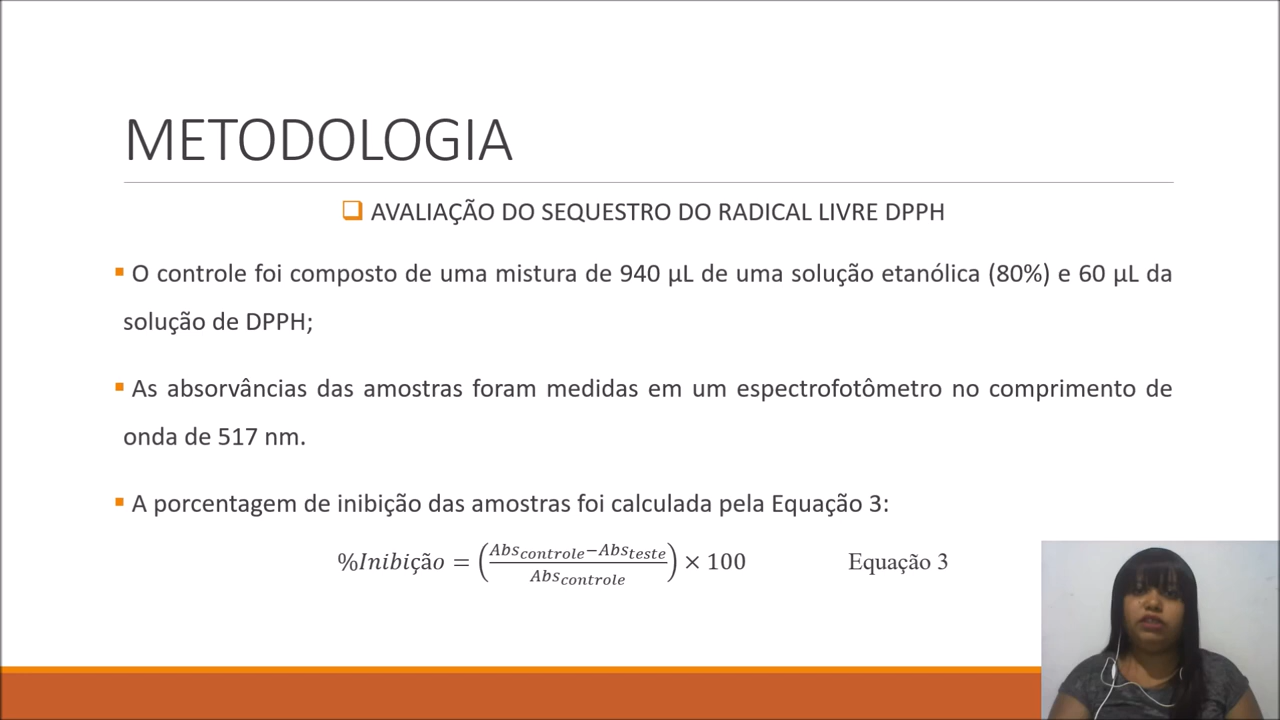 METODOLOGIA
❑ AVALIAÇÃO DO SEQUESTRO DO RADICAL LIVRE DPPH
▪ O controle foi composto de uma mistura de 940 µL de uma solução etanólica (80%) e 60 µL da
solução de DPPH;
▪ As absorvâncias das amostras foram medidas em um espectrofotômetro no comprimento de
onda de 517 nm.
▪ A porcentagem de inibição das amostras foi calculada pela Equação 3:
%Inibição = (Abs_controle−Abs_teste / Abs_controle) × 100 Equação 3